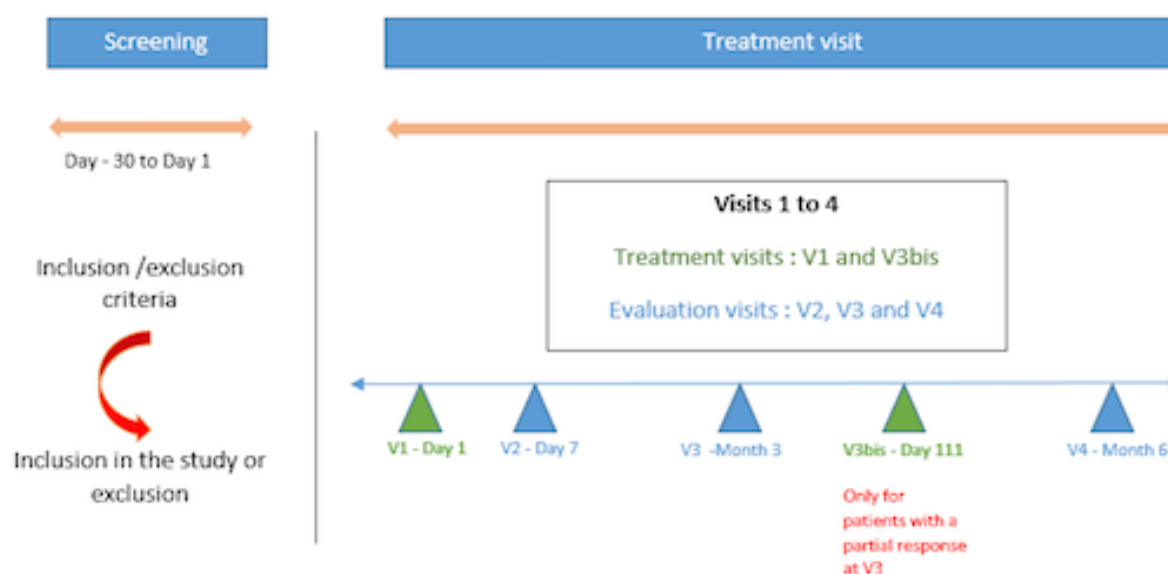 Screening
Treatment visit
Day - 30 to Day 1
Inclusion /exclusion
criteria
Inclusion in the study or
exclusion
Visits 1 to 4
Treatment visits : V1 and V3bis
Evaluation visits : V2, V3 and V4
V1 - Day 1
V2 - Day 7
V3 -Month 3
V3bis - Day 111
V4 - Month 6
Only for
patients with a
partial response
at V3